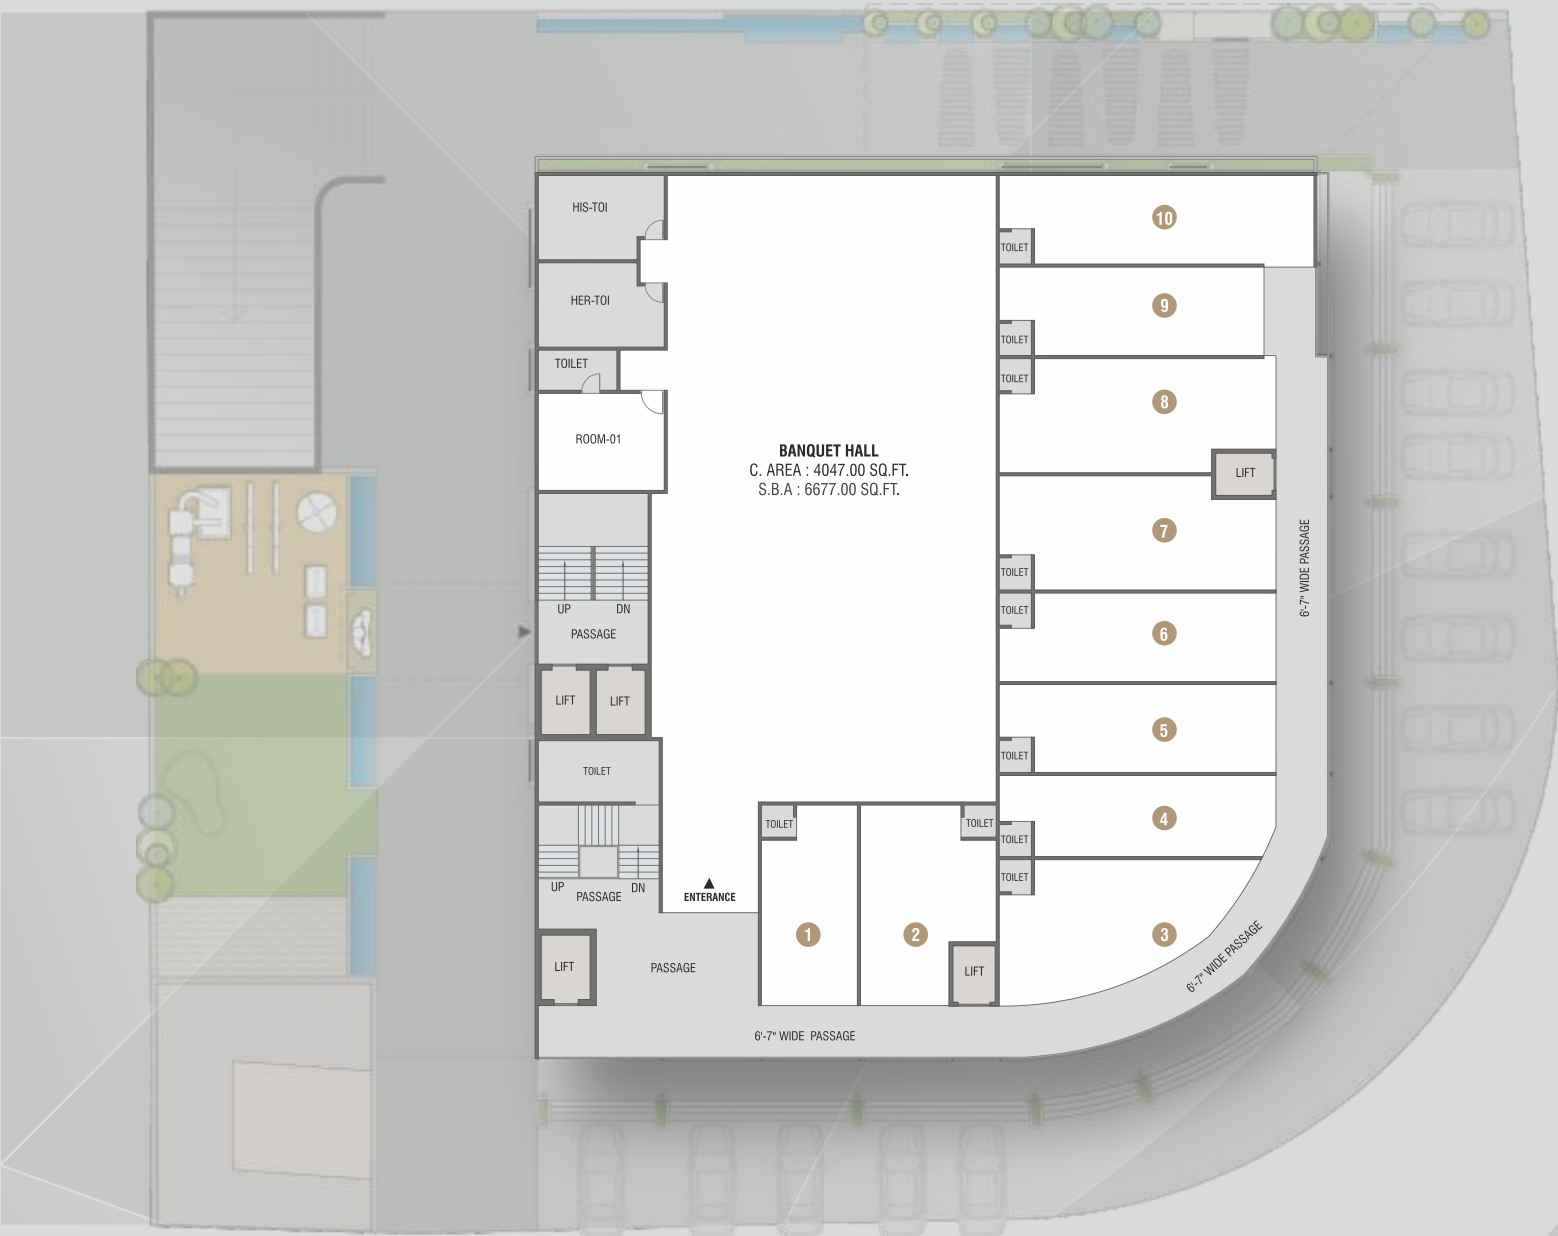 HIS-TOI
10
TOILET
HER-TOI
9
TOILET
TOILET
TOILET
8
ROOM-01
BANQUET HALL
C. AREA : 4047.00 SQ.FT.
S.B.A : 6677.00 SQ.FT.
LIFT
7
6'-7" WIDE PASSAGE
TOILET
UP
DN
TOILET
PASSAGE
6
LIFT
LIFT
5
TOILET
TOILET
4
TOILET
TOILET
TOILET
UP
DN
PASSAGE
ENTERANCE
TOILET
1
2
3
LIFT
PASSAGE
LIFT
6'-7" WIDE PASSAGE
6'-7" WIDE PASSAGE